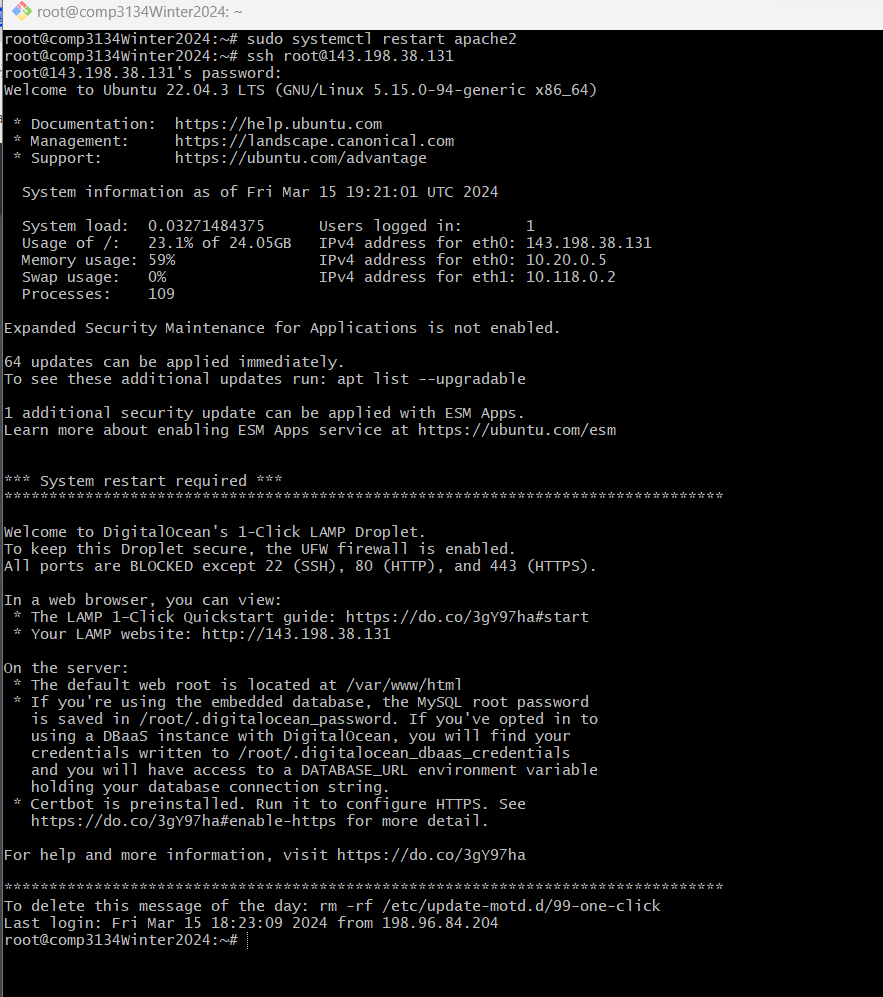 root@comp3134Winter2024: ~
root@comp3134Winter2024:~# sudo systemctl restart apache2
root@comp3134Winter2024:~# ssh root@143.198.38.131
root@143.198.38.131's password:
Welcome to Ubuntu 22.04.3 LTS (GNU/Linux 5.15.0-94-generic x86_64)

 * Documentation:  https://help.ubuntu.com
 * Management:     https://landscape.canonical.com
 * Support:        https://ubuntu.com/advantage

  System information as of Fri Mar 15 19:21:01 UTC 2024

  System load:  0.03271484375      Users logged in:       1
  Usage of /:   23.1% of 24.05GB   IPv4 address for eth0: 143.198.38.131
  Memory usage: 59%                IPv4 address for eth0: 10.20.0.5
  Swap usage:   0%                 IPv4 address for eth1: 10.118.0.2
  Processes:    109

Expanded Security Maintenance for Applications is not enabled.

64 updates can be applied immediately.
To see these additional updates run: apt list --upgradable

1 additional security update can be applied with ESM Apps.
Learn more about enabling ESM Apps service at https://ubuntu.com/esm


*** System restart required ***
********************************************************************************

Welcome to DigitalOcean's 1-Click LAMP Droplet.
To keep this Droplet secure, the UFW firewall is enabled.
All ports are BLOCKED except 22 (SSH), 80 (HTTP), and 443 (HTTPS).

In a web browser, you can view:
 * The LAMP 1-Click Quickstart guide: https://do.co/3gY97ha#start
 * Your LAMP website: http://143.198.38.131

On the server:
 * The default web root is located at /var/www/html
 * If you're using the embedded database, the MySQL root password
   is saved in /root/.digitalocean_password. If you've opted in to
   using a DBaaS instance with DigitalOcean, you will find your
   credentials written to /root/.digitalocean_dbaas_credentials
   and you will have access to a DATABASE_URL environment variable
   holding your database connection string.
 * Certbot is preinstalled. Run it to configure HTTPS. See
   https://do.co/3gY97ha#enable-https for more detail.

For help and more information, visit https://do.co/3gY97ha

********************************************************************************
To delete this message of the day: rm -rf /etc/update-motd.d/99-one-click
Last login: Fri Mar 15 18:23:09 2024 from 198.96.84.204
root@comp3134Winter2024:~#